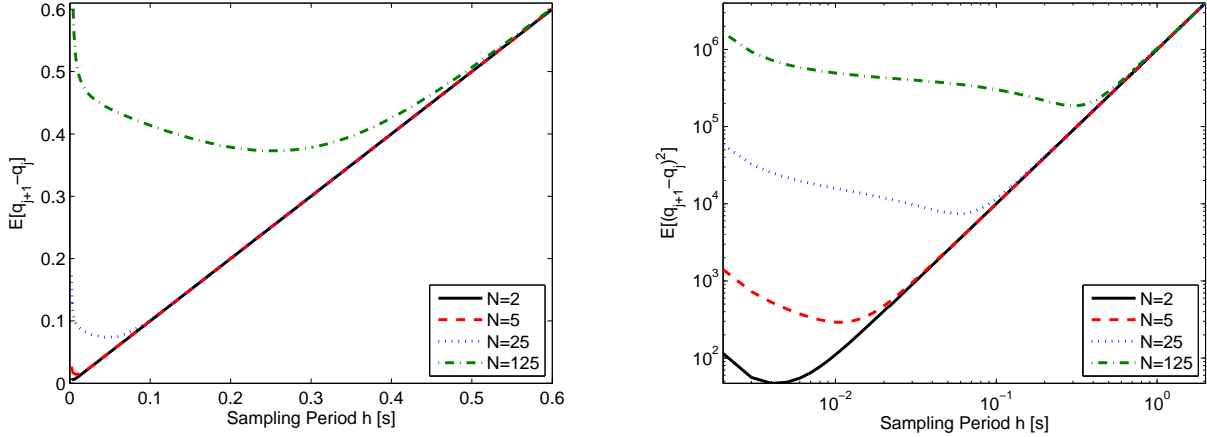 E[q_{j+1}−q_j]
0.6
0.5
0.4
0.3
0.2
0.1
0
0 0.1 0.2 0.3 0.4 0.5 0.6
Sampling Period h [s]
N=2
N=5
N=25
N=125
E[(q_{j+1}−q_j)^2]
10^6
10^5
10^4
10^3
10^2
10^{−2} 10^{−1} 10^0
Sampling Period h [s]
N=2
N=5
N=25
N=125